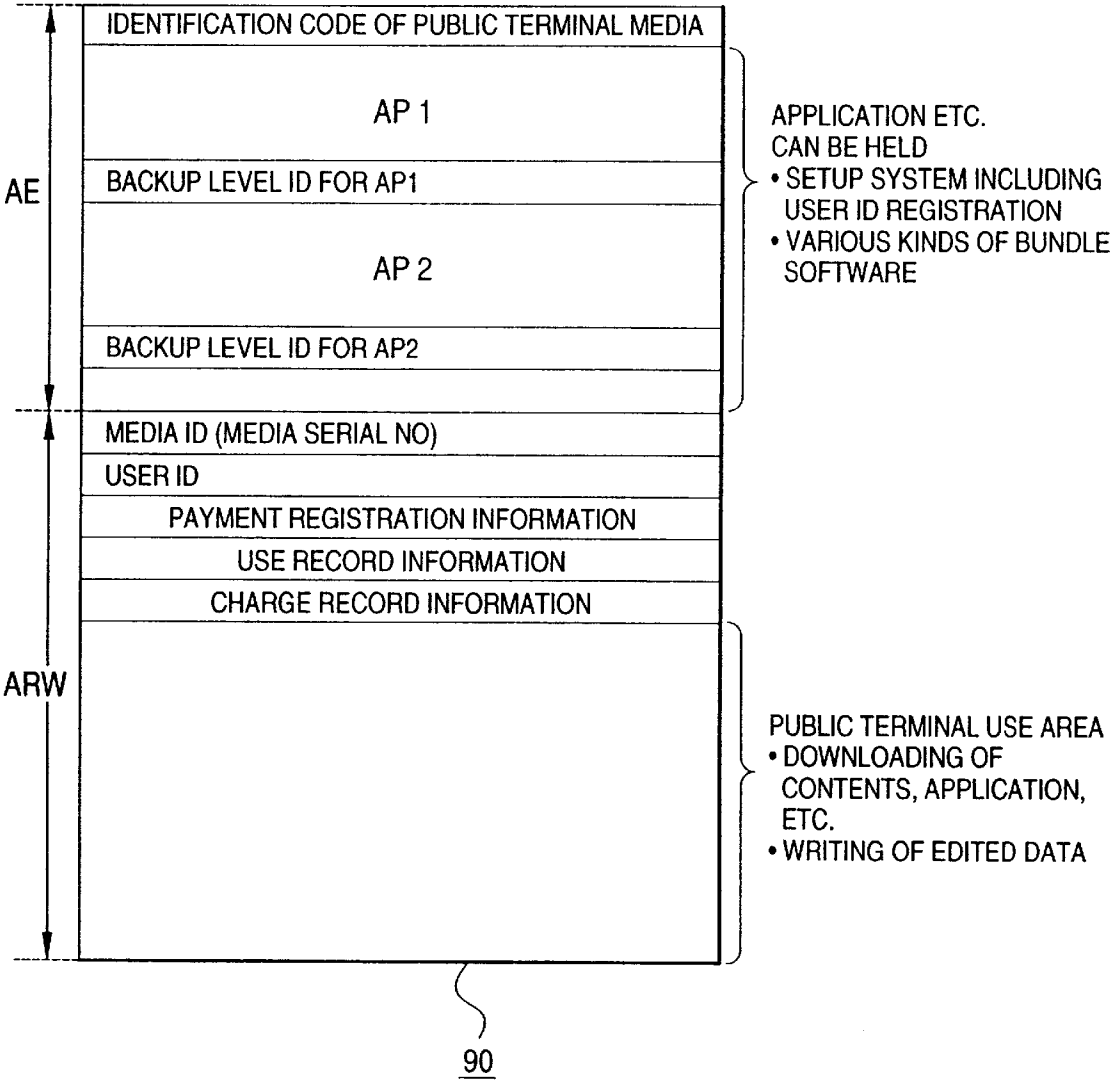 IDENTIFICATION CODE OF PUBLIC TERMINAL MEDIA
AP 1
BACKUP LEVEL ID FOR AP1
AP 2
BACKUP LEVEL ID FOR AP2
AE
APPLICATION ETC.
CAN BE HELD
• SETUP SYSTEM INCLUDING
USER ID REGISTRATION
• VARIOUS KINDS OF BUNDLE
SOFTWARE
MEDIA ID (MEDIA SERIAL NO)
USER ID
PAYMENT REGISTRATION INFORMATION
USE RECORD INFORMATION
CHARGE RECORD INFORMATION
ARW
PUBLIC TERMINAL USE AREA
• DOWNLOADING OF
CONTENTS, APPLICATION,
ETC.
• WRITING OF EDITED DATA
90